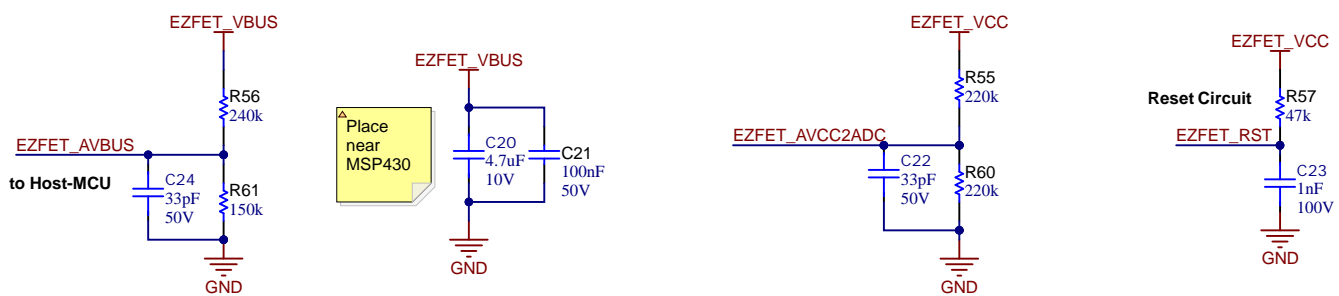 EZFET_VBUS
R56
240k
EZFET_AVBUS
to Host-MCU
C24
33pF
50V
R61
150k
GND
Place
near
MSP430
EZFET_VBUS
C20
4.7uF
10V
C21
100nF
50V
GND
EZFET_VCC
R55
220k
EZFET_AVCC2ADC
C22
33pF
50V
R60
220k
GND
EZFET_VCC
Reset Circuit
R57
47k
EZFET_RST
C23
1nF
100V
GND